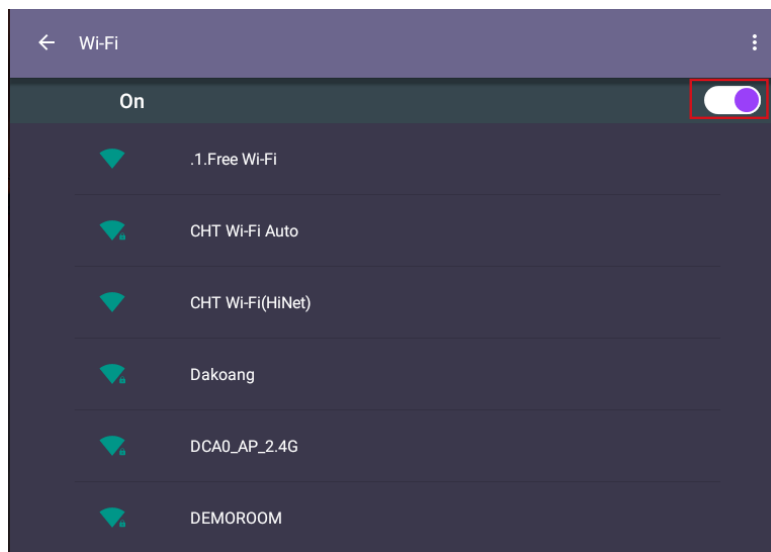 Wi-Fi
On
.1.Free Wi-Fi
CHT Wi-Fi Auto
CHT Wi-Fi(HiNet)
Dakoang
DCA0_AP_2.4G
DEMOROOM